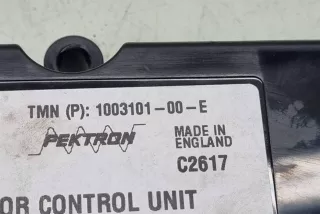 TMN (P): 1003101-00-E
PEKTRON MADE IN
ENGLAND
C2617
OR CONTROL UNIT